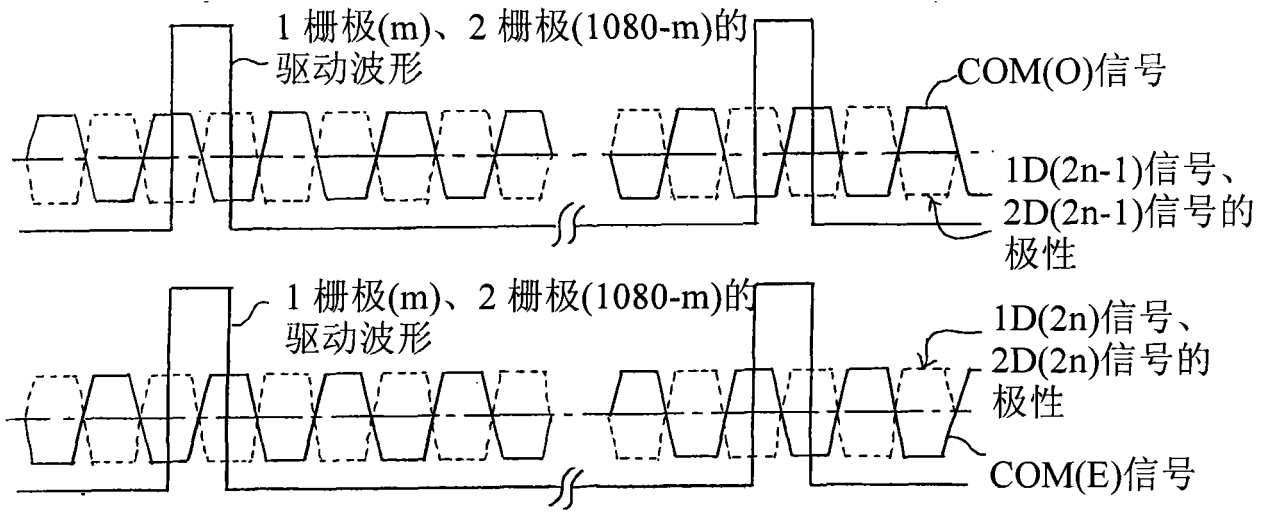 1 栅极(m)、2 栅极(1080-m)的
驱动波形
COM(O)信号
1D(2n-1)信号、
2D(2n-1)信号的
极性
1 栅极(m)、2 栅极(1080-m)的
驱动波形
1D(2n)信号、
2D(2n)信号的
极性
COM(E)信号